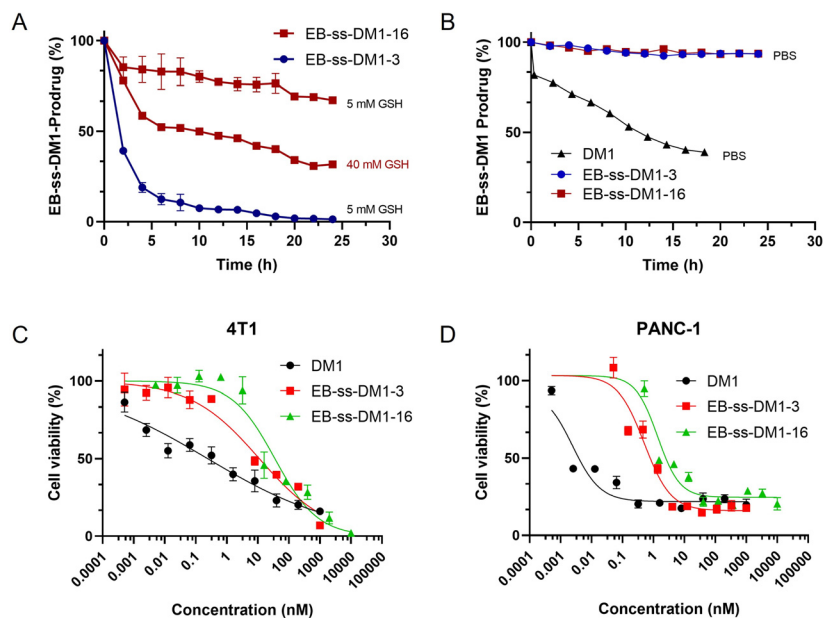 A
EB-ss-DM1-Prodrug (%)
100
50
0
EB-ss-DM1-16
EB-ss-DM1-3
5 mM GSH
40 mM GSH
5 mM GSH
0 5 10 15 20 25 30
Time (h)
B
EB-ss-DM1 Prodrug (%)
100
50
0
PBS
DM1
EB-ss-DM1-3
EB-ss-DM1-16
PBS
0 5 10 15 20 25 30
Time (h)
C
4T1
Cell viability (%)
100
50
0
DM1
EB-ss-DM1-3
EB-ss-DM1-16
0.0001 0.001 0.01 0.1 1 10 100 1000 10000 100000
Concentration (nM)
D
PANC-1
Cell viability (%)
100
50
0
DM1
EB-ss-DM1-3
EB-ss-DM1-16
0.0001 0.001 0.01 0.1 1 10 100 1000 10000 100000
Concentration (nM)